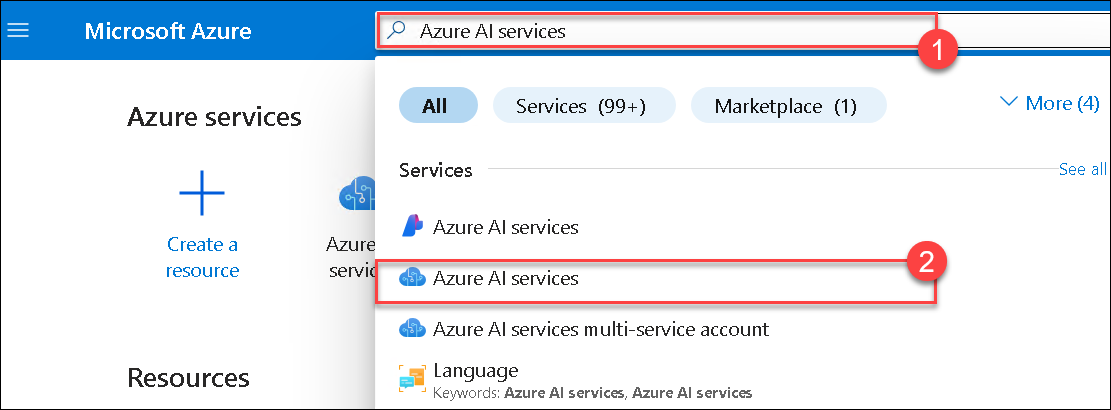 Microsoft Azure
Azure AI services
1
All
Services (99+)
Marketplace (1)
More (4)
Azure services
Services
See all
Create a
resource
Azure
servic
Azure AI services
Azure AI services
2
Azure AI services multi-service account
Language
Keywords: Azure AI services, Azure AI services
Resources